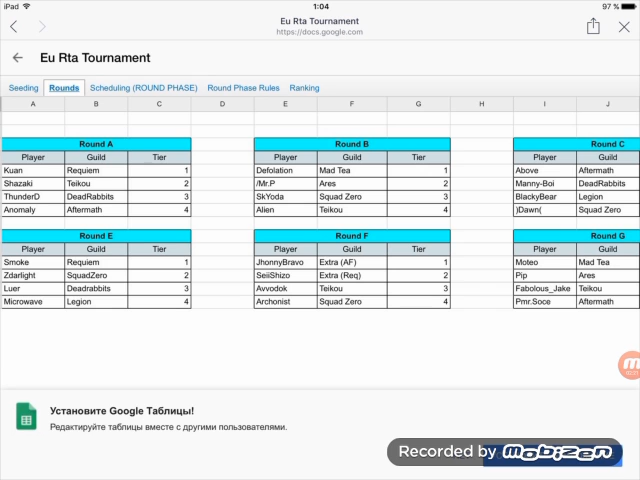 iPad 1:04 97 %
Eu Rta Tournament
https://docs.google.com
Eu Rta Tournament
Seeding Rounds Scheduling (ROUND PHASE) Round Phase Rules Ranking
A B C D E F G H I J
Round A Round B Round C
Player Guild Tier Player Guild Tier Player Guild
Kuan Requiem 1 Defolation Mad Tea 1 Above Aftermath
Shazaki Teikou 2 /Mr.P Ares 2 Manny-Boi DeadRabbits
ThunderD DeadRabbits 3 SkYoda Squad Zero 3 BlackyBear Legion
Anomaly Aftermath 4 Alien Teikou 4 )Dawn( Squad Zero
Round E Round F Round G
Player Guild Tier Player Guild Tier Player Guild
Smoke Requiem 1 JhonnyBravo Extra (AF) 1 Moteo Mad Tea
Zdarlight SquadZero 2 SeiiShizo Extra (Req) 2 Pip Ares
Luer Deadrabbits 3 Avvodok Teikou 3 Fabolous_Jake Teikou
Microwave Legion 4 Archonist Squad Zero 4 Pmr.Soce Aftermath
Установите Google Таблицы!
Редактируйте таблицы вместе с другими пользователями.
Recorded by Mobizen